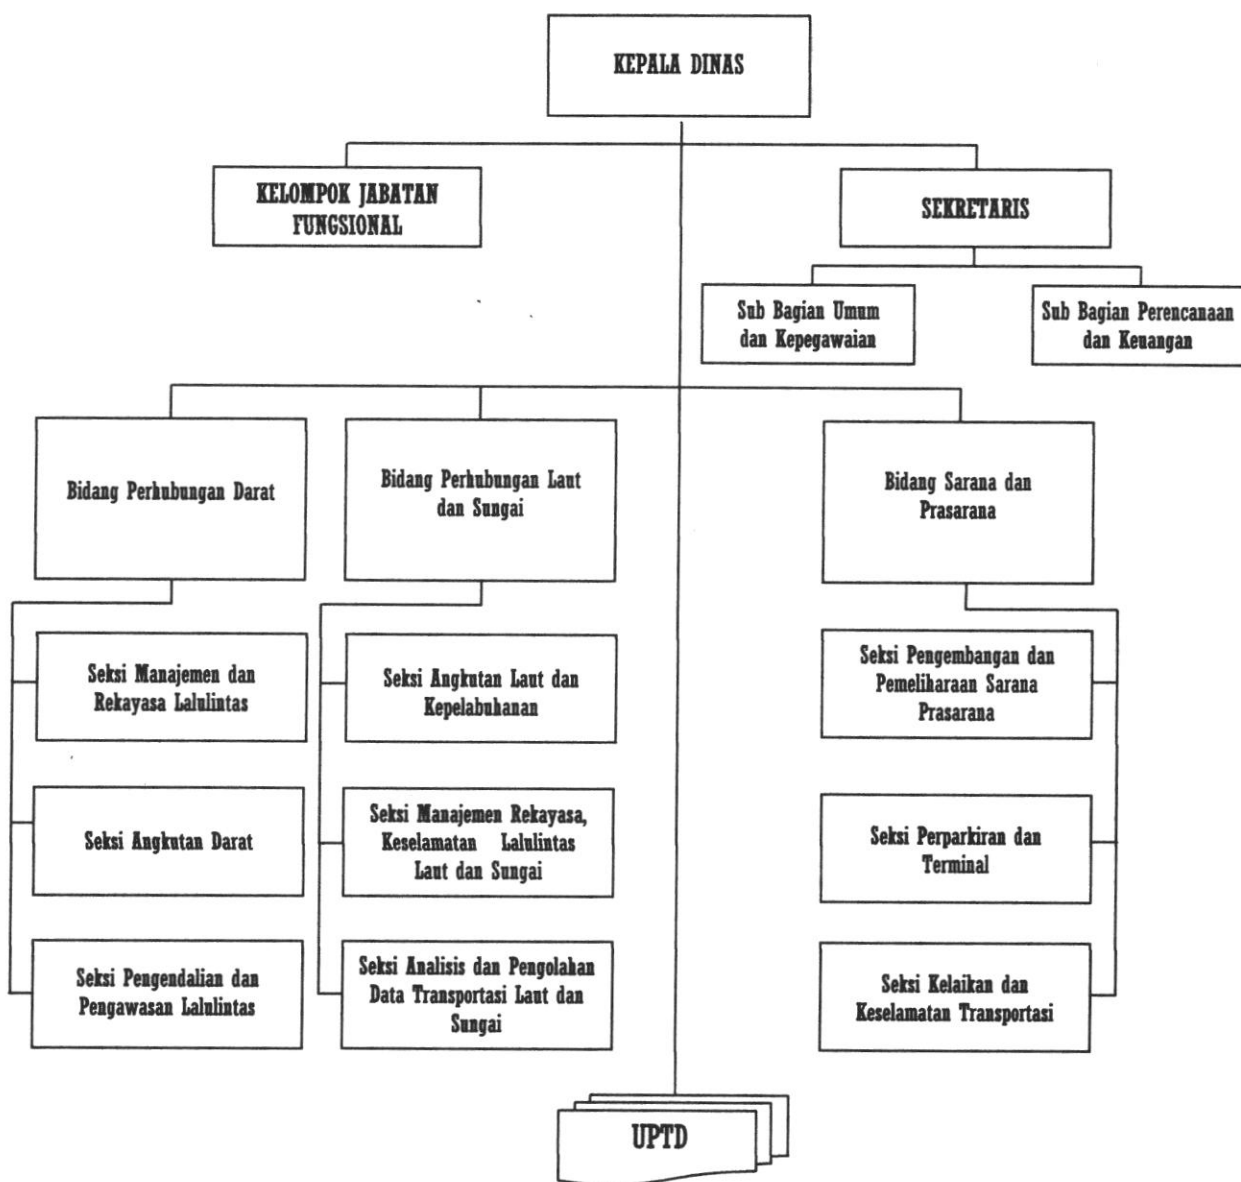 KEPALA DINAS
KELOMPOK JABATAN
FUNGSIONAL
SEKRETARIS
Sub Bagian Umum
dan Kepegawaian
Sub Bagian Perencanaan
dan Keuangan
Bidang Perhubungan Darat
Bidang Perhubungan Laut
dan Sungai
Bidang Sarana dan
Prasarana
Seksi Manajemen dan
Rekayasa Lalulintas
Seksi Angkutan Laut dan
Kepelabuhanan
Seksi Pengembangan dan
Pemeliharaan Sarana
Prasarana
Seksi Angkutan Darat
Seksi Manajemen Rekayasa,
Keselamatan Lalulintas
Laut dan Sungai
Seksi Perparkiran dan
Terminal
Seksi Pengendalian dan
Pengawasan Lalulintas
Seksi Analisis dan Pengolahan
Data Transportasi Laut dan
Sungai
Seksi Kelaikan dan
Keselamatan Transportasi
UPTD